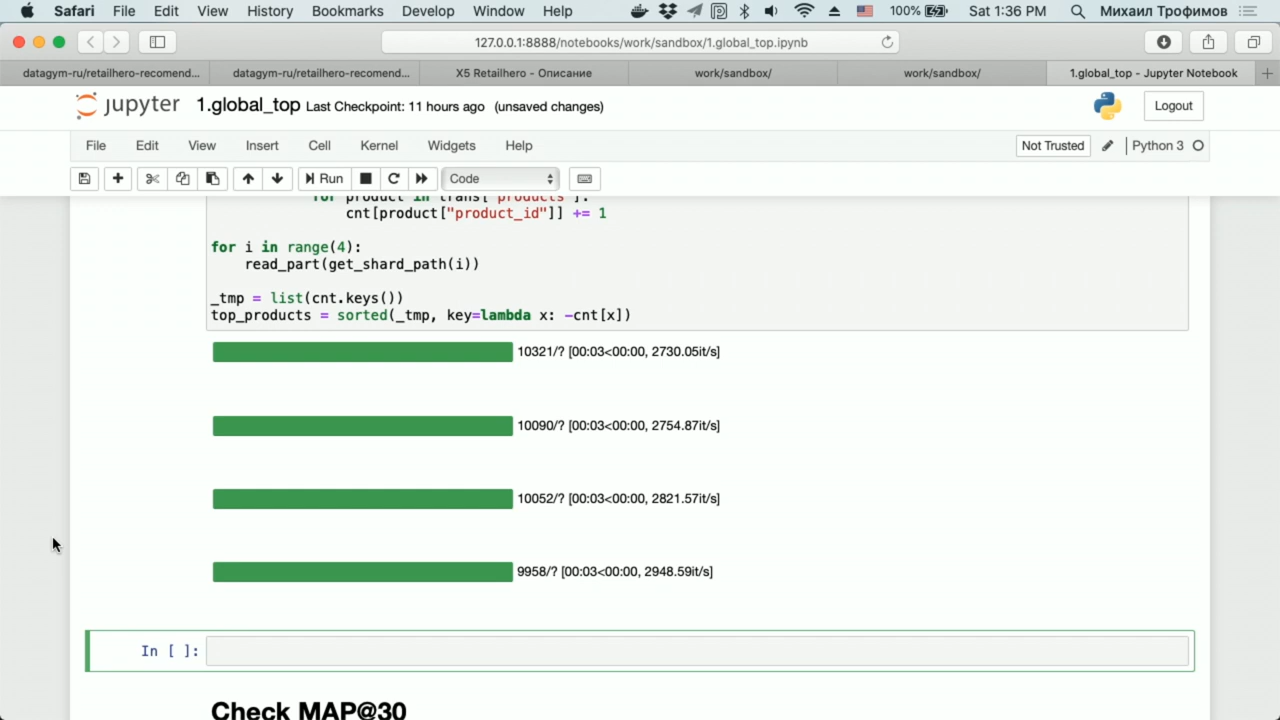 Safari File Edit View History Bookmarks Develop Window Help 100% Sat 1:36 PM Михаил Трофимов
127.0.0.1:8888/notebooks/work/sandbox/1.global_top.ipynb
datagym-ru/retailhero-recomend... datagym-ru/retailhero-recomend... X5 Retailhero - Описание work/sandbox/ work/sandbox/ 1.global_top - Jupyter Notebook
jupyter 1.global_top Last Checkpoint: 11 hours ago (unsaved changes) Logout
File Edit View Insert Cell Kernel Widgets Help Not Trusted Python 3
Run Code
for product in trans["products"]:
cnt[product["product_id"]] += 1
for i in range(4):
read_part(get_shard_path(i))
_tmp = list(cnt.keys())
top_products = sorted(_tmp, key=lambda x: -cnt[x])
10321/? [00:03<00:00, 2730.05it/s]
10090/? [00:03<00:00, 2754.87it/s]
10052/? [00:03<00:00, 2821.57it/s]
9958/? [00:03<00:00, 2948.59it/s]
In [ ]:
Check MAP@30